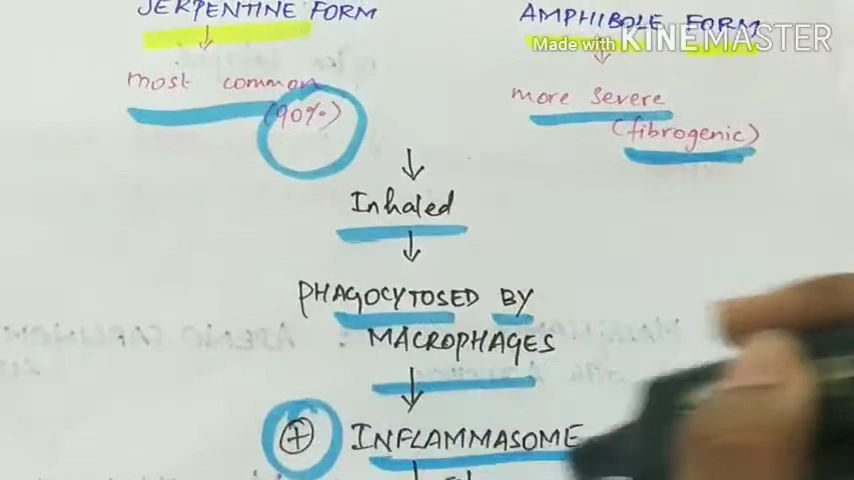 SERPENTINE FORM
AMPHIBOLE FORM
Made with KINEMASTER
most common
(90%)
more severe
(fibrogenic)
Inhaled
PHAGOCYTOSED BY
MACROPHAGES
+ INFLAMMASOME